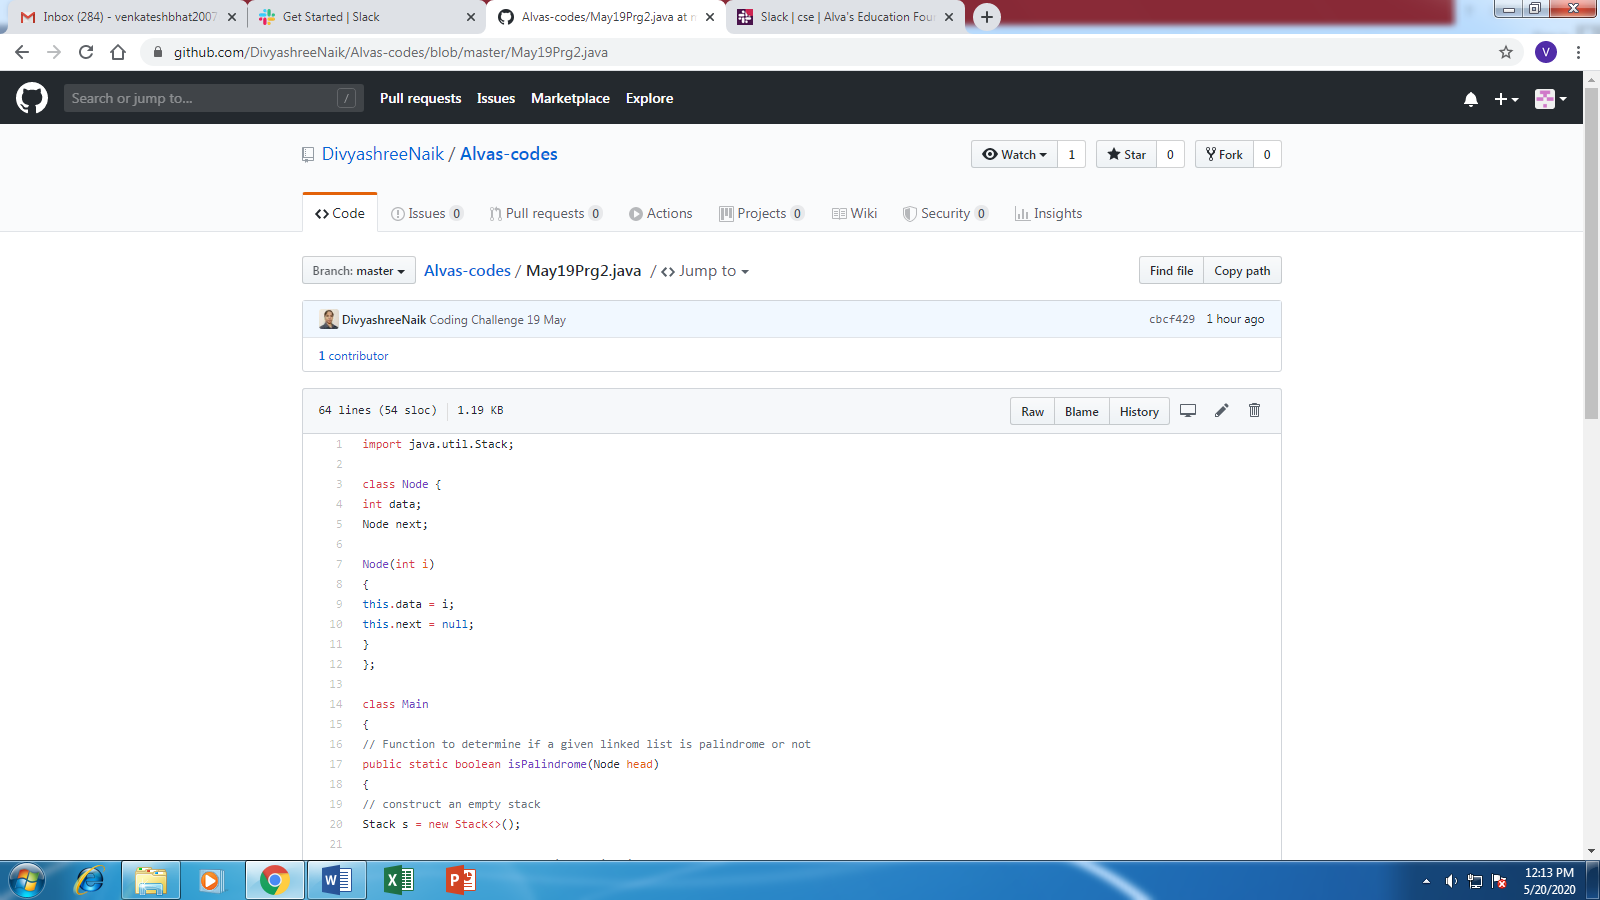 Inbox (284) - venkateshbhat2007
Get Started | Slack
Alvas-codes/May19Prg2.java at m
Slack | cse | Alva's Education Fou
github.com/DivyashreeNaik/Alvas-codes/blob/master/May19Prg2.java
V
Search or jump to... /
Pull requests Issues Marketplace Explore
DivyashreeNaik / Alvas-codes
Watch 1 Star 0 Fork 0
Code Issues 0 Pull requests 0 Actions Projects 0 Wiki Security 0 Insights
Branch: master Alvas-codes / May19Prg2.java / <> Jump to
Find file Copy path
DivyashreeNaik Coding Challenge 19 May cbcf429 1 hour ago
1 contributor
64 lines (54 sloc) 1.19 KB Raw Blame History
1 import java.util.Stack;
2
3 class Node {
4 int data;
5 Node next;
6
7 Node(int i)
8 {
9 this.data = i;
10 this.next = null;
11 }
12 };
13
14 class Main
15 {
16 // Function to determine if a given linked list is palindrome or not
17 public static boolean isPalindrome(Node head)
18 {
19 // construct an empty stack
20 Stack s = new Stack<>();
21
12:13 PM
5/20/2020